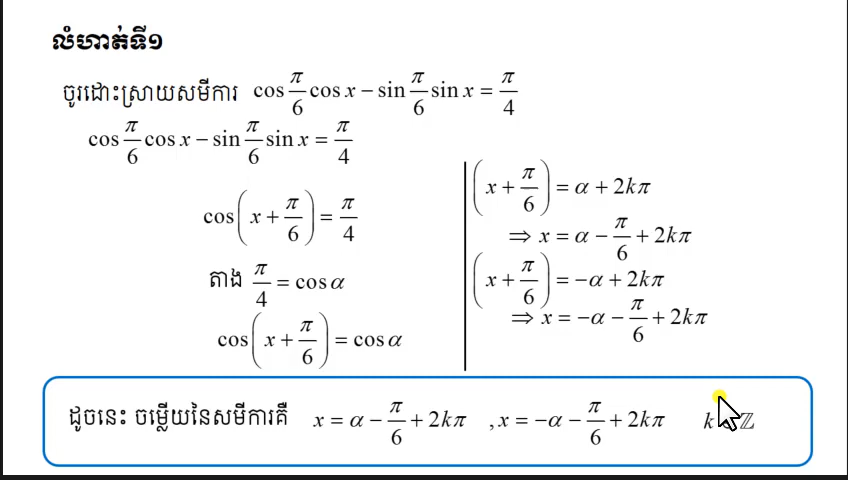 លំហាត់ទី១
ចូរដោះស្រាយសមីការ cos π/6 cos x − sin π/6 sin x = π/4
cos π/6 cos x − sin π/6 sin x = π/4
cos(x + π/6) = π/4
តាង π/4 = cos α
cos(x + π/6) = cos α
(x + π/6) = α + 2kπ
⇒ x = α − π/6 + 2kπ
(x + π/6) = −α + 2kπ
⇒ x = −α − π/6 + 2kπ
ដូចនេះ ចម្លើយនៃសមីការគឺ x = α − π/6 + 2kπ , x = −α − π/6 + 2kπ k ℤ